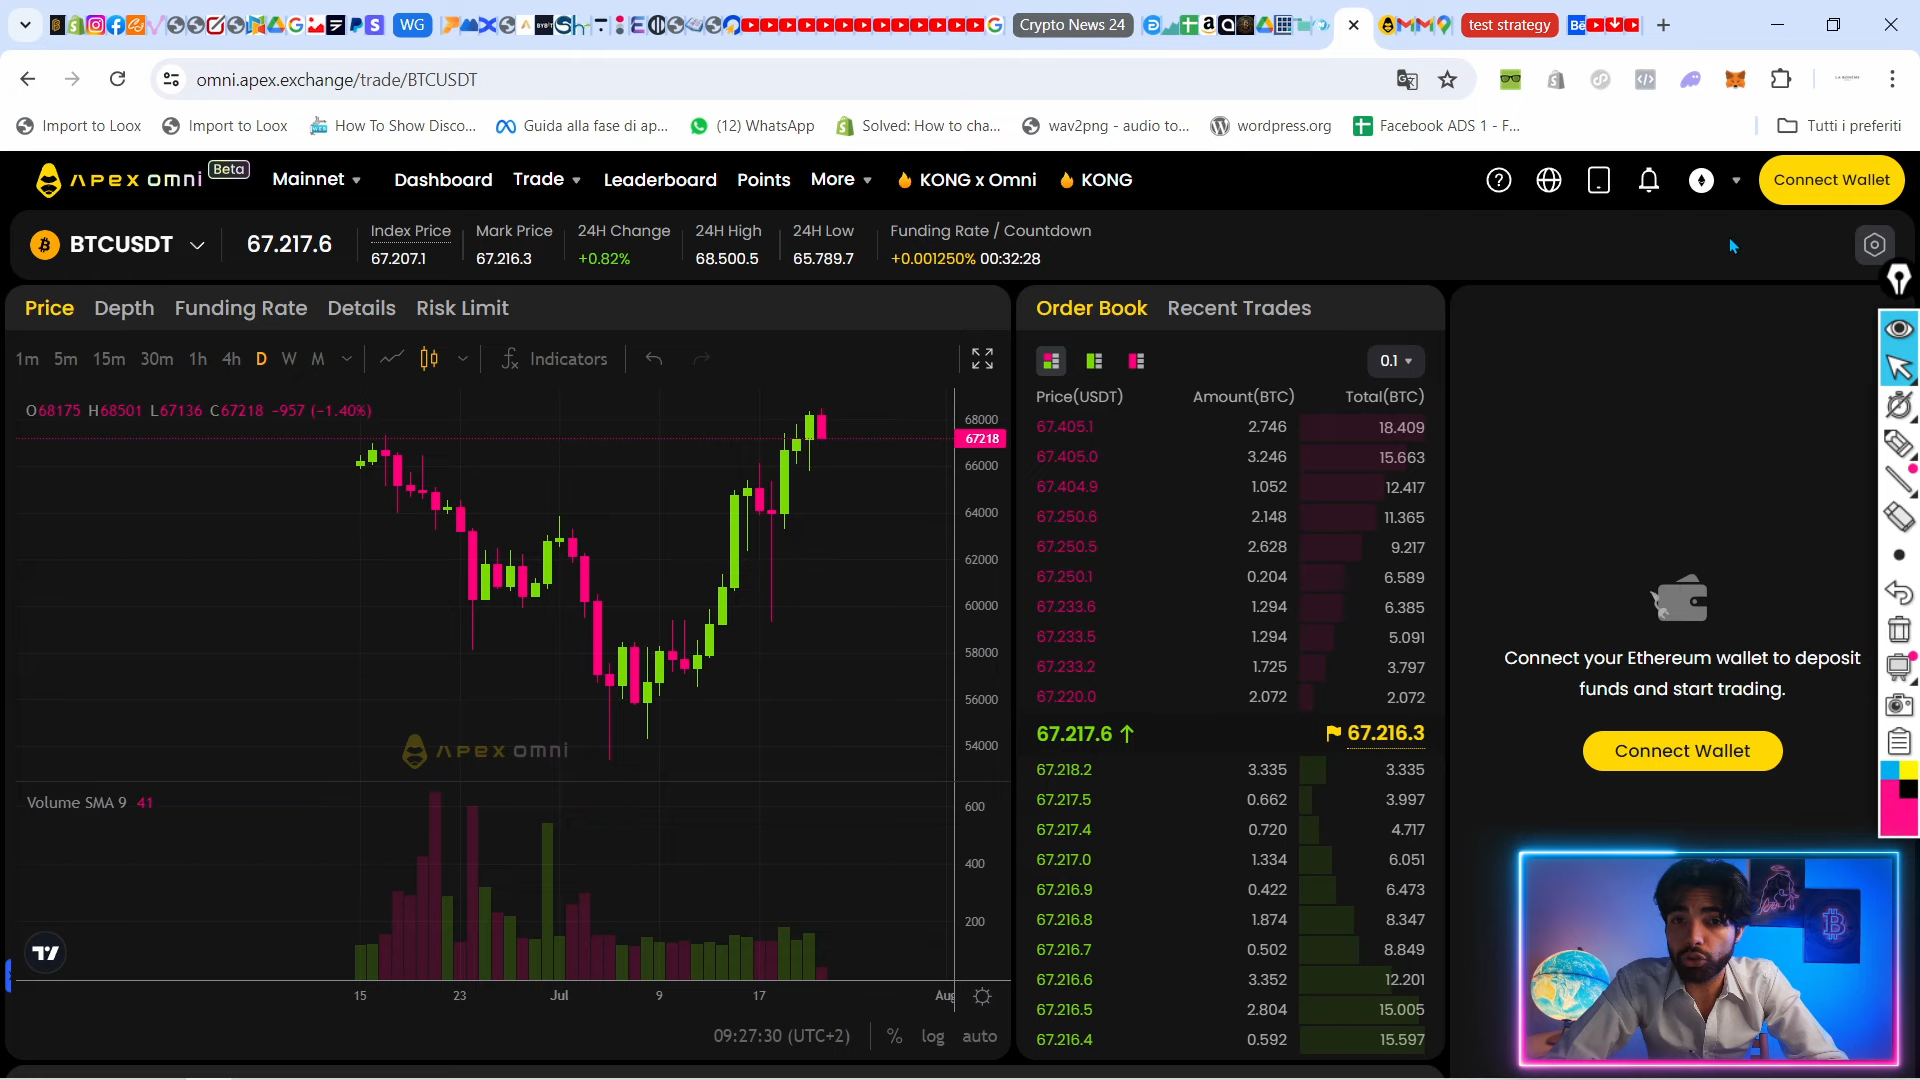 WG
Crypto News 24
test strategy
omni.apex.exchange/trade/BTCUSDT
Import to Loox
Import to Loox
How To Show Disco...
Guida alla fase di ap...
(12) WhatsApp
Solved: How to cha...
wav2png - audio to...
wordpress.org
Facebook ADS 1 - F...
Tutti i preferiti
APEX omni Beta
Mainnet
Dashboard
Trade
Leaderboard
Points
More
KONG x Omni
KONG
Connect Wallet
BTCUSDT
67.217.6
Index Price
67.207.1
Mark Price
67.216.3
24H Change
+0.82%
24H High
68.500.5
24H Low
65.789.7
Funding Rate / Countdown
+0.001250% 00:32:28
Price Depth Funding Rate Details Risk Limit
1m 5m 15m 30m 1h 4h D W M
Indicators
O68175 H68501 L67136 C67218 -957 (-1.40%)
68000
67218
66000
64000
62000
60000
58000
56000
54000
APEX omni
Volume SMA 9 41
600
400
200
15 23 Jul 9 17 Aug
09:27:30 (UTC+2) % log auto
Order Book Recent Trades
0.1
Price(USDT) Amount(BTC) Total(BTC)
67.405.1 2.746 18.409
67.405.0 3.246 15.663
67.404.9 1.052 12.417
67.250.6 2.148 11.365
67.250.5 2.628 9.217
67.250.1 0.204 6.589
67.233.6 1.294 6.385
67.233.5 1.294 5.091
67.233.2 1.725 3.797
67.220.0 2.072 2.072
67.217.6 67.216.3
67.218.2 3.335 3.335
67.217.5 0.662 3.997
67.217.4 0.720 4.717
67.217.0 1.334 6.051
67.216.9 0.422 6.473
67.216.8 1.874 8.347
67.216.7 0.502 8.849
67.216.6 3.352 12.201
67.216.5 2.804 15.005
67.216.4 0.592 15.597
Connect your Ethereum wallet to deposit
funds and start trading.
Connect Wallet